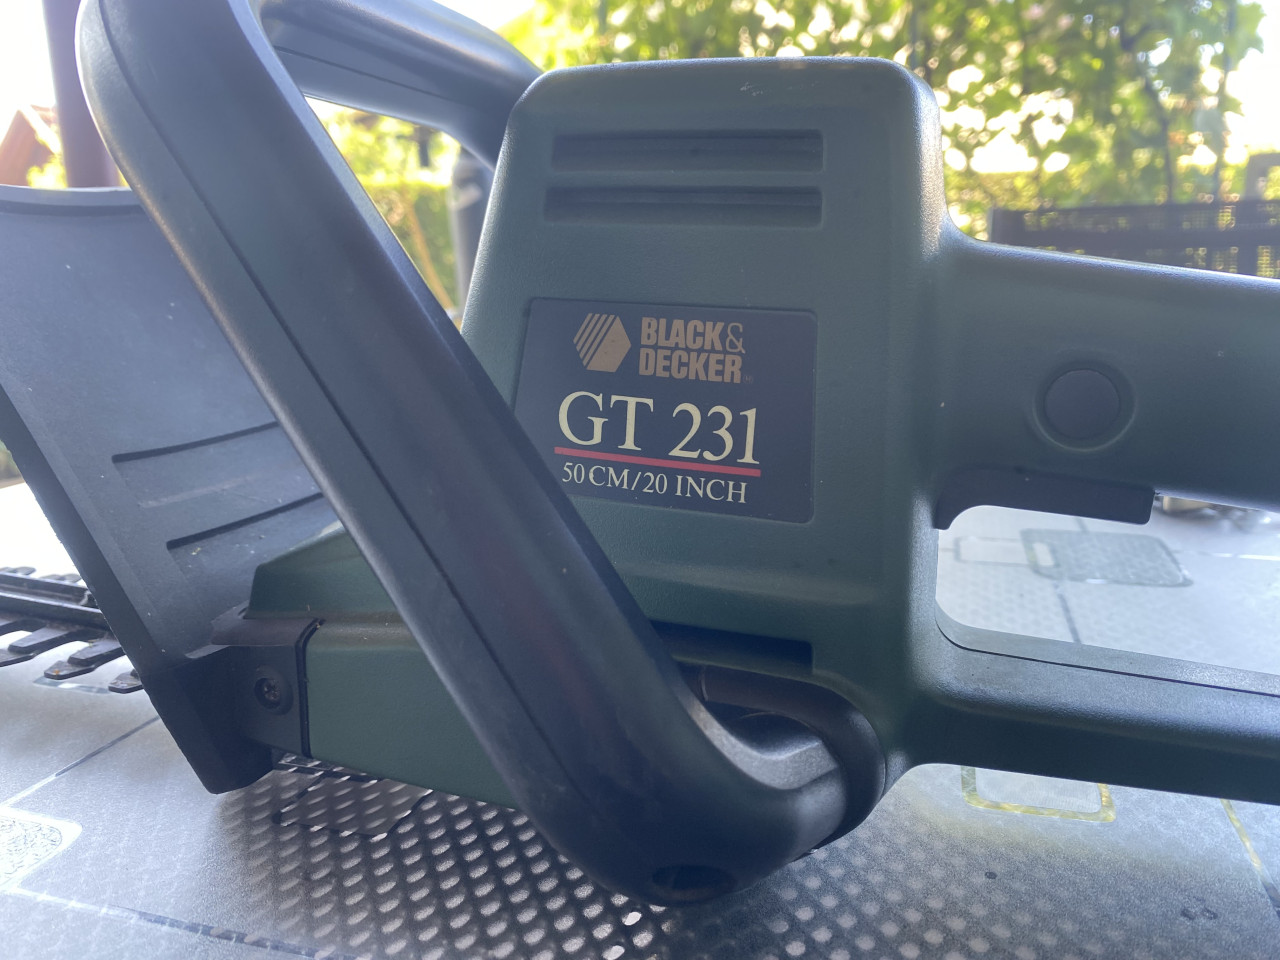 BLACK&
DECKER
GT 231
50 CM/20 INCH